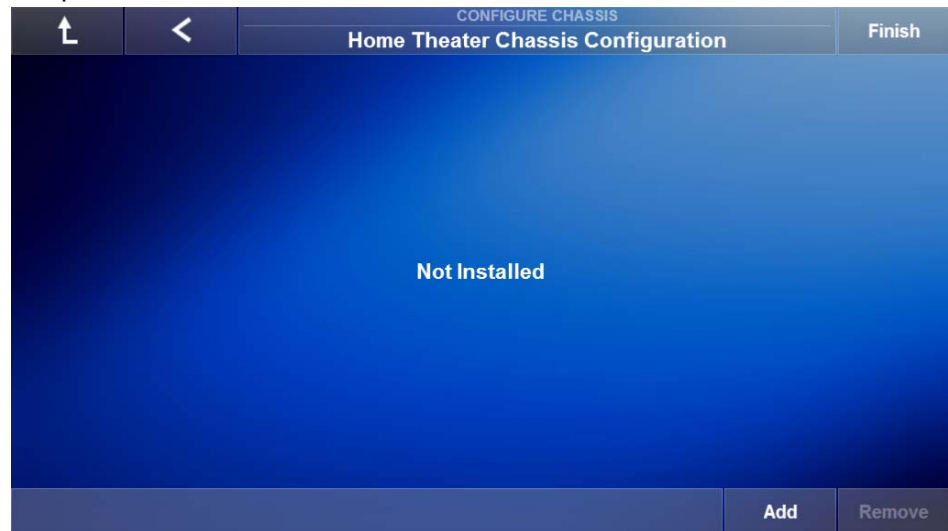 CONFIGURE CHASSIS
Home Theater Chassis Configuration
Finish
Not Installed
Add
Remove